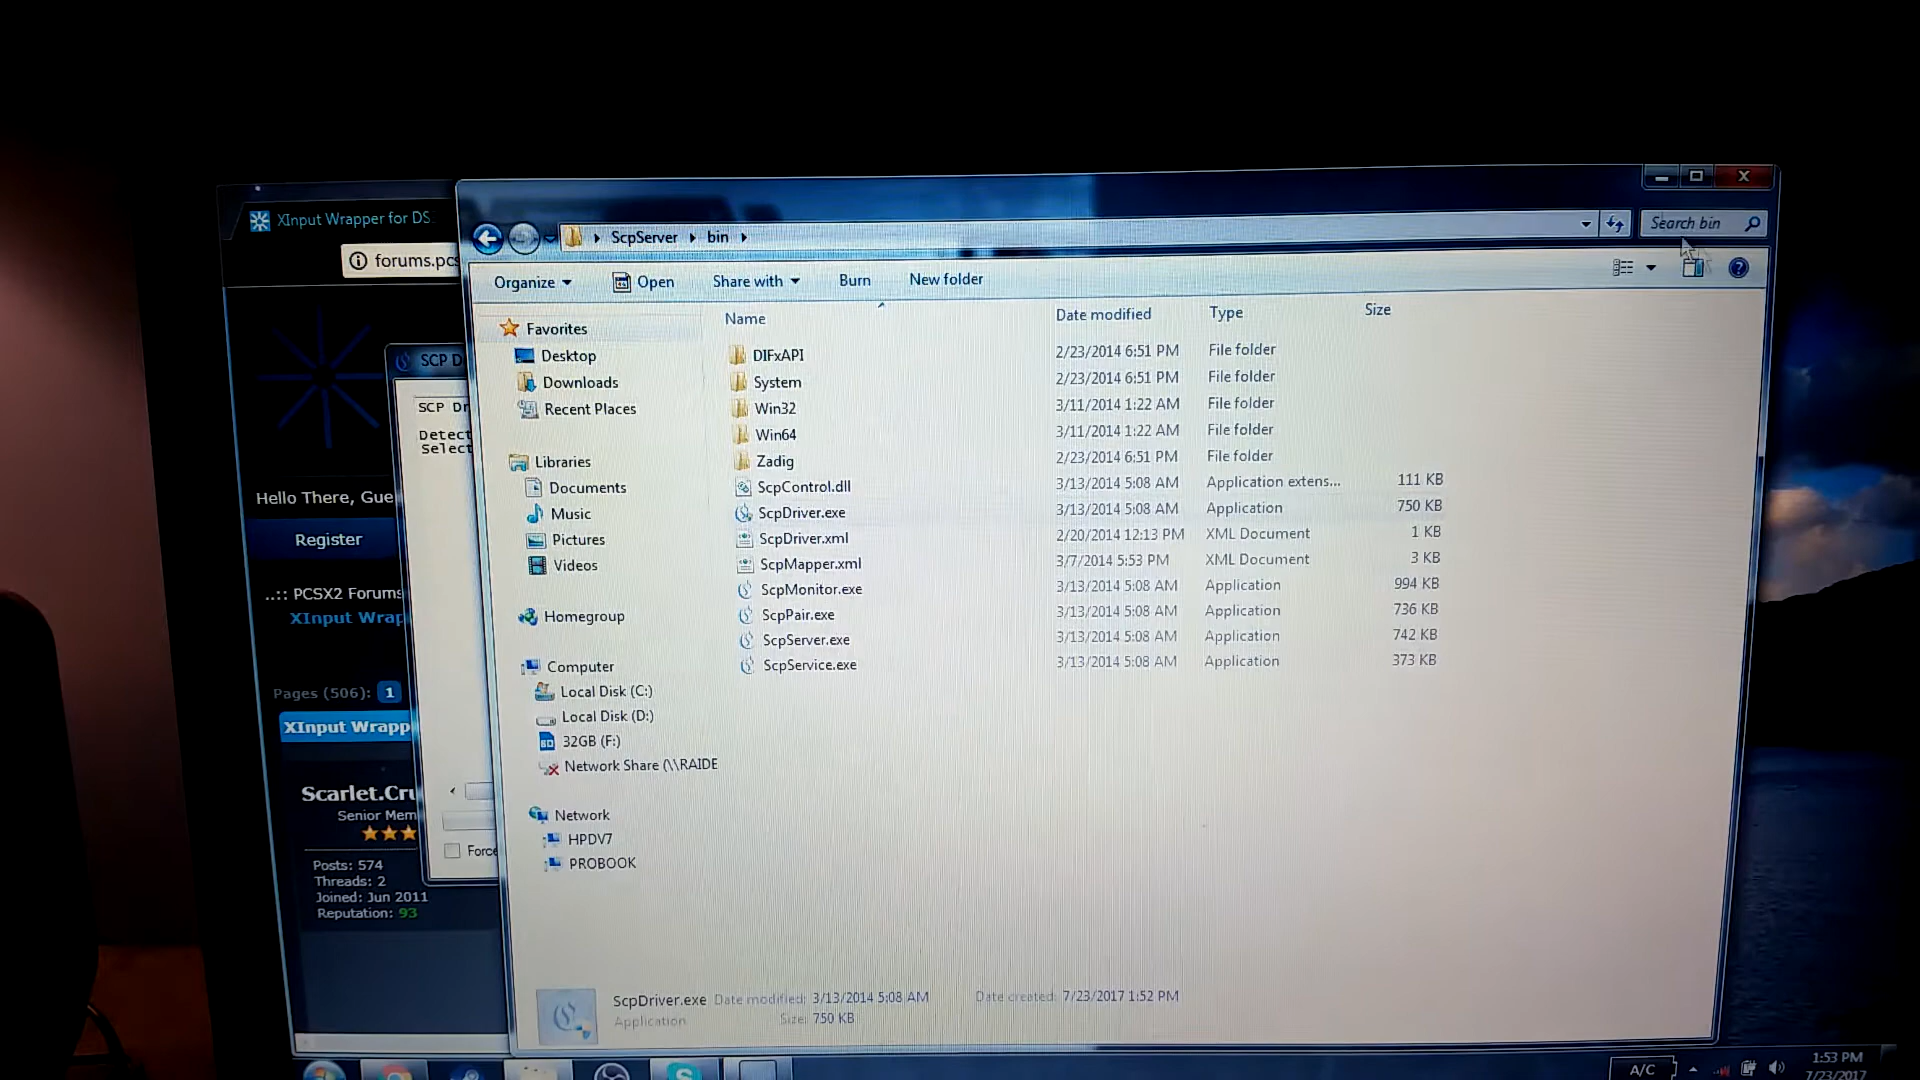 XInput Wrapper for DS
forums.pcs
Hello There, Gue
Register
..:: PCSX2 Forums
XInput Wrap
Pages (506): 1
XInput Wrapp
Scarlet.Cru
Senior Mem
Posts: 574
Threads: 2
Joined: Jun 2011
Reputation: 93
SCP D
SCP Dr
Detect
Select
Force
ScpServer bin
Search bin
Organize Open Share with Burn New folder
Favorites
Desktop
Downloads
Recent Places
Libraries
Documents
Music
Pictures
Videos
Homegroup
Computer
Local Disk (C:)
Local Disk (D:)
32GB (F:)
Network Share (\\RAIDE
Network
HPDV7
PROBOOK
Name Date modified Type Size
DIFxAPI 2/23/2014 6:51 PM File folder
System 2/23/2014 6:51 PM File folder
Win32 3/11/2014 1:22 AM File folder
Win64 3/11/2014 1:22 AM File folder
Zadig 2/23/2014 6:51 PM File folder
ScpControl.dll 3/13/2014 5:08 AM Application extens... 111 KB
ScpDriver.exe 3/13/2014 5:08 AM Application 750 KB
ScpDriver.xml 2/20/2014 12:13 PM XML Document 1 KB
ScpMapper.xml 3/7/2014 5:53 PM XML Document 3 KB
ScpMonitor.exe 3/13/2014 5:08 AM Application 994 KB
ScpPair.exe 3/13/2014 5:08 AM Application 736 KB
ScpServer.exe 3/13/2014 5:08 AM Application 742 KB
ScpService.exe 3/13/2014 5:08 AM Application 373 KB
ScpDriver.exe Date modified: 3/13/2014 5:08 AM Date created: 7/23/2017 1:52 PM
Application Size: 750 KB
A/C
1:53 PM
7/23/2017